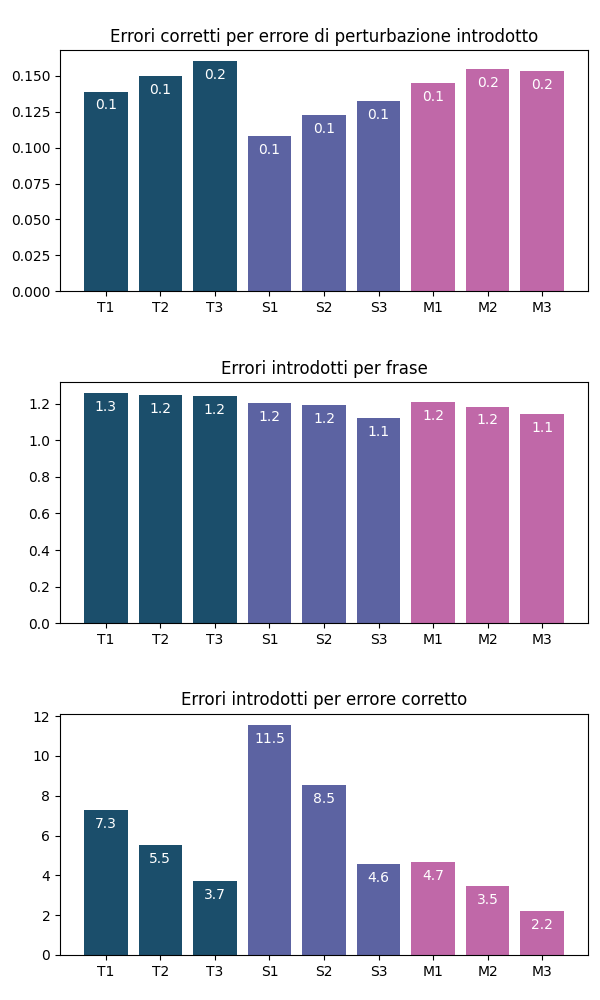 Errori corretti per errore di perturbazione introdotto
0.150
0.125
0.100
0.075
0.050
0.025
0.000
0.1 0.1 0.2 0.1 0.1 0.1 0.1 0.2 0.2
T1 T2 T3 S1 S2 S3 M1 M2 M3
Errori introdotti per frase
1.2
1.0
0.8
0.6
0.4
0.2
0.0
1.3 1.2 1.2 1.2 1.2 1.1 1.2 1.2 1.1
T1 T2 T3 S1 S2 S3 M1 M2 M3
Errori introdotti per errore corretto
12
10
8
6
4
2
0
7.3 5.5 3.7 11.5 8.5 4.6 4.7 3.5 2.2
T1 T2 T3 S1 S2 S3 M1 M2 M3